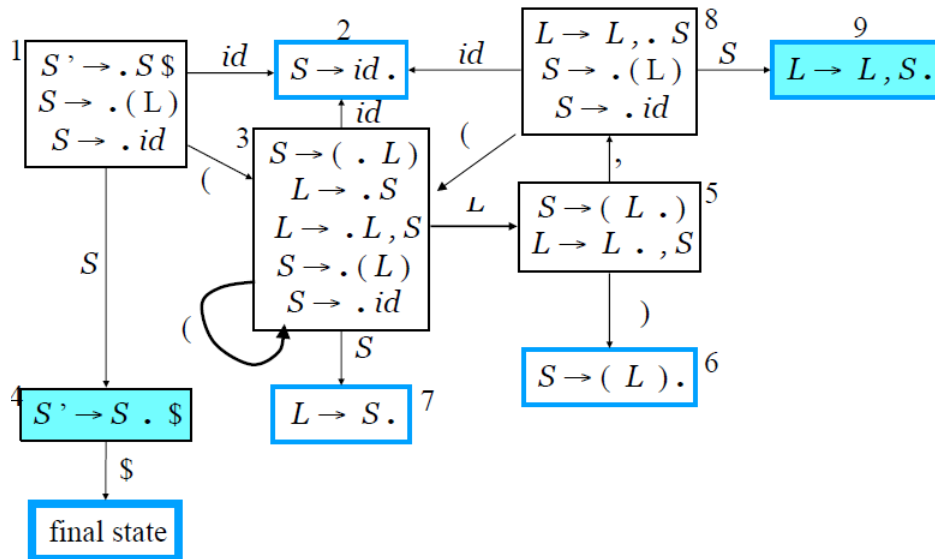 1
S ’ → . S $
S → . ( L )
S → . id
id
2
S → id .
id
8
L → L , . S
S → . ( L )
S → . id
S
9
L → L , S .
id
(
3
S → ( . L )
L → . S
L → . L , S
S → . ( L )
S → . id
(
L
,
5
S → ( L . )
L → L . , S
S
(
S
)
4
S ’ → S . $
L → S .
7
S → ( L ) .
6
$
final state